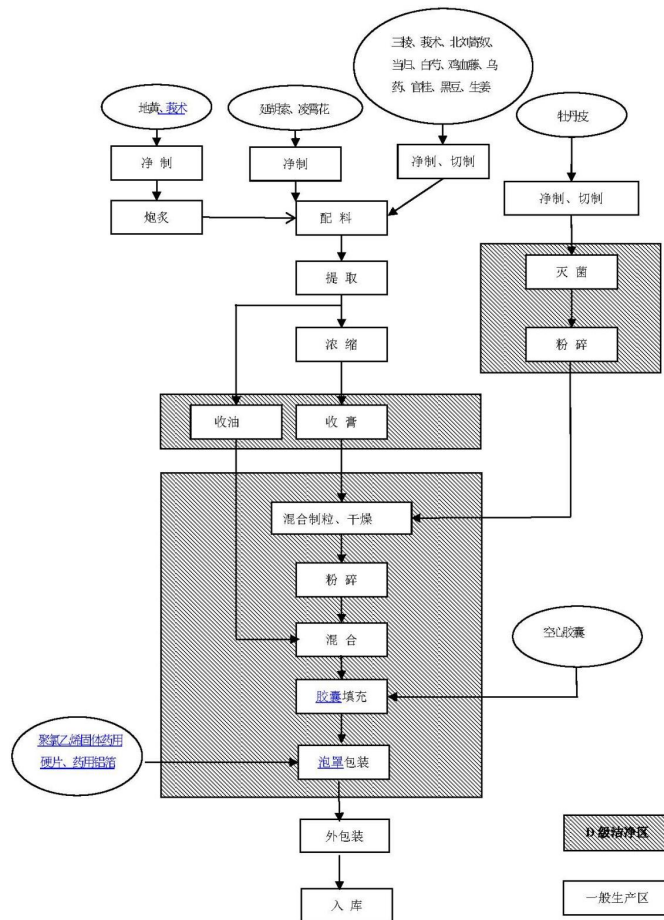 三棱、莪术、北刘寄奴、
当归、白芍、鸡血藤、乌
药、官桂、黑豆、生姜
地黄、莪术
延胡索、凌霄花
牡丹皮
净 制
净制
净制、切制
净制、切制
炮炙
配 料
灭 菌
提 取
粉 碎
浓 缩
收油
收 膏
混合制粒、干燥
粉 碎
混 合
空心胶囊
胶囊填充
聚氯乙烯固体药用
硬片、药用铝箔
泡罩包装
外包装
D 级洁净区
入 库
一般生产区